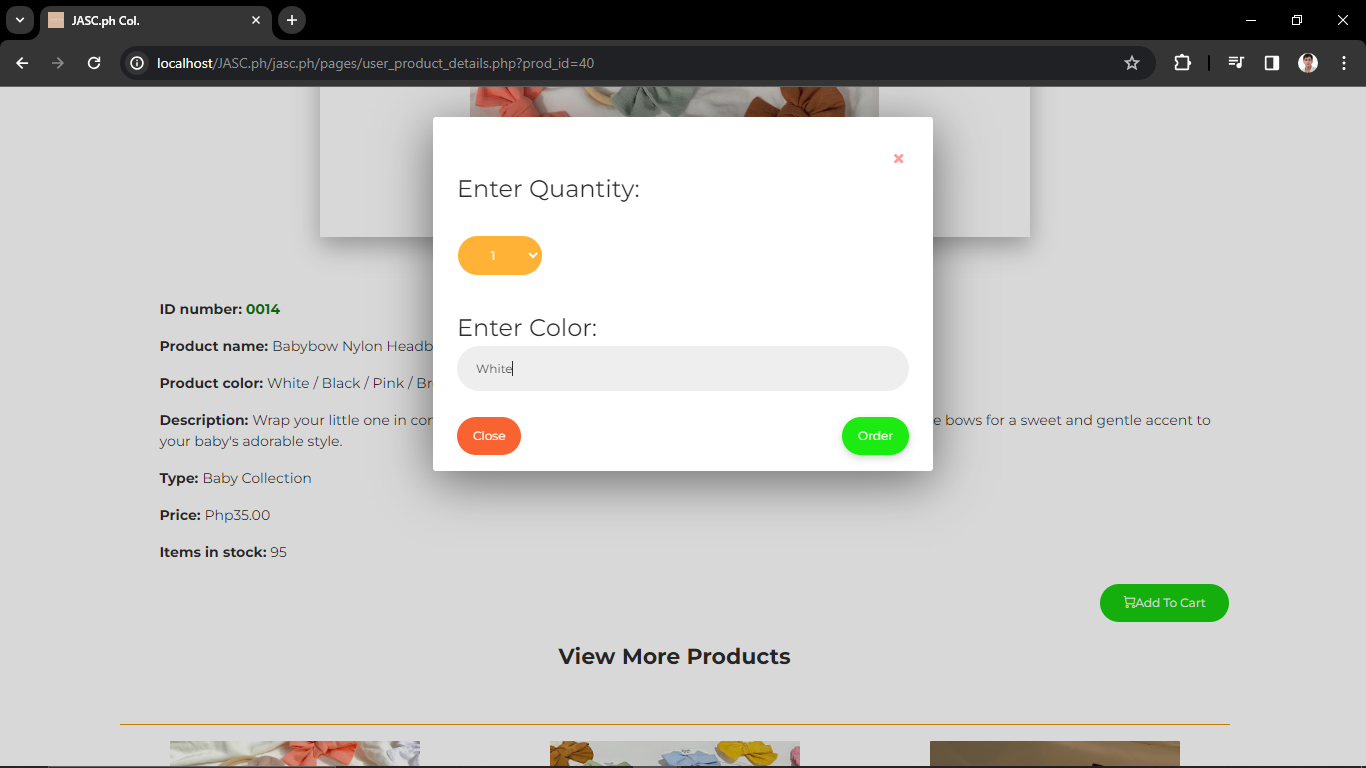 JASC.ph Col.
localhost/JASC.ph/jasc.ph/pages/user_product_details.php?prod_id=40
Enter Quantity:
1
Enter Color:
White
Close
Order
ID number: 0014
Product name: Babybow Nylon Headb
Product color: White / Black / Pink / Br
Description: Wrap your little one in cor e bows for a sweet and gentle accent to
your baby's adorable style.
Type: Baby Collection
Price: Php35.00
Items in stock: 95
Add To Cart
View More Products